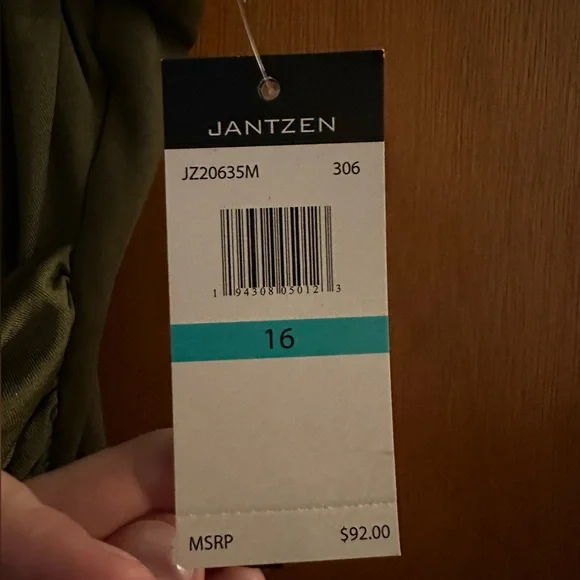 JANTZEN
JZ20635M 306
1 94308 05012 3
16
MSRP $92.00